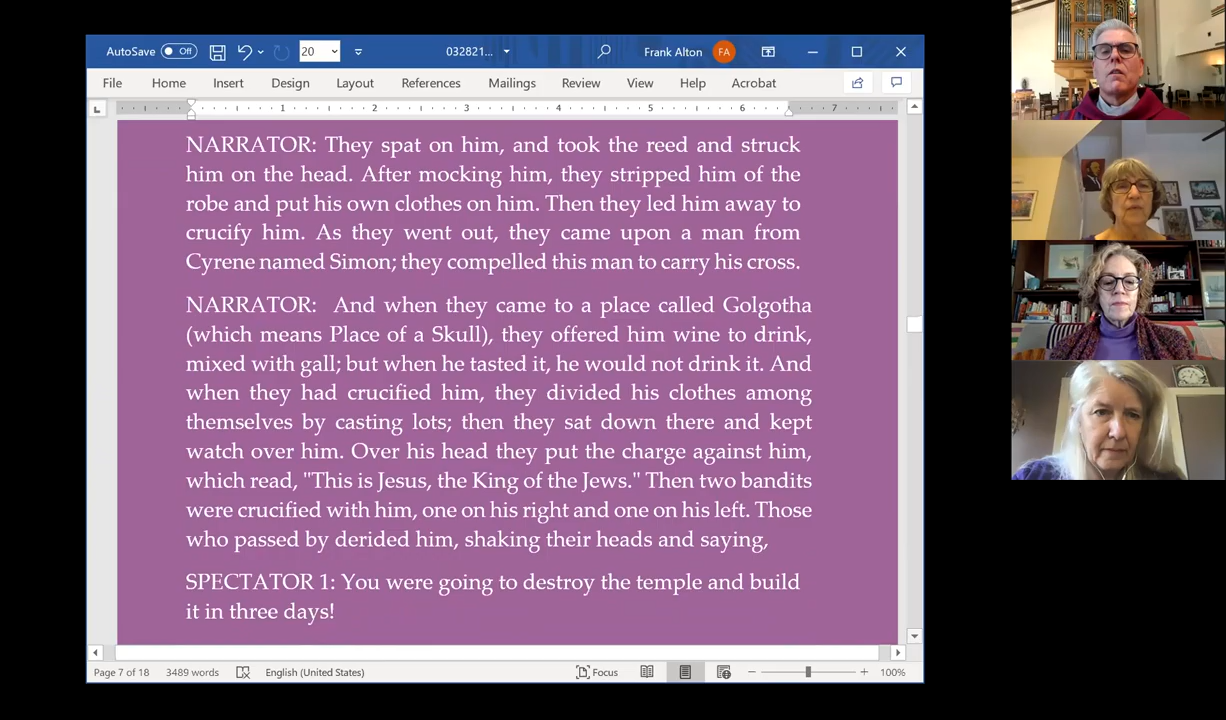 AutoSave Off 20 032821... Frank Alton FA
File Home Insert Design Layout References Mailings Review View Help Acrobat
1 2 3 4 5 6 7
NARRATOR: They spat on him, and took the reed and struck
him on the head. After mocking him, they stripped him of the
robe and put his own clothes on him. Then they led him away to
crucify him. As they went out, they came upon a man from
Cyrene named Simon; they compelled this man to carry his cross.
NARRATOR: And when they came to a place called Golgotha
(which means Place of a Skull), they offered him wine to drink,
mixed with gall; but when he tasted it, he would not drink it. And
when they had crucified him, they divided his clothes among
themselves by casting lots; then they sat down there and kept
watch over him. Over his head they put the charge against him,
which read, "This is Jesus, the King of the Jews." Then two bandits
were crucified with him, one on his right and one on his left. Those
who passed by derided him, shaking their heads and saying,
SPECTATOR 1: You were going to destroy the temple and build
it in three days!
Page 7 of 18 3489 words English (United States) Focus 100%